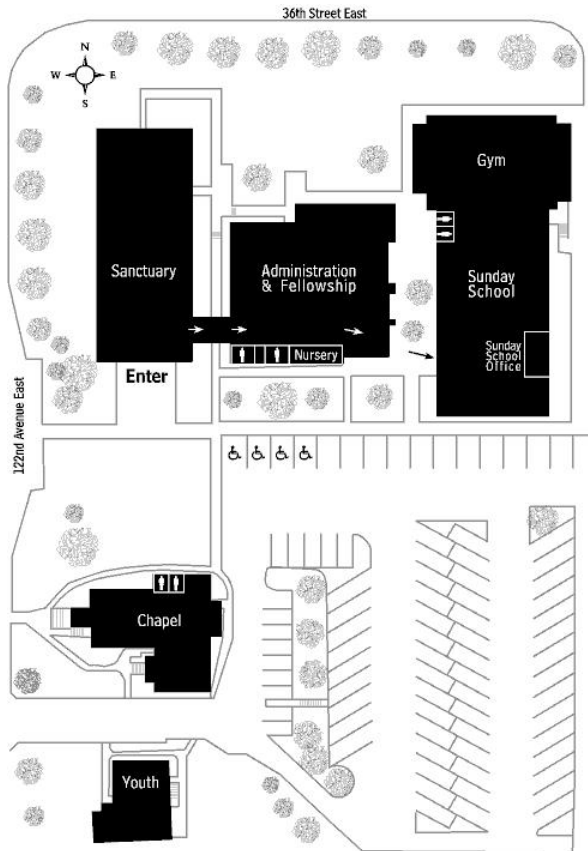 36th Street East
N
W E
S
Gym
Sanctuary
Administration
& Fellowship
Sunday
School
Nursery
Sunday
School
Office
Enter
122nd Avenue East
Chapel
Youth